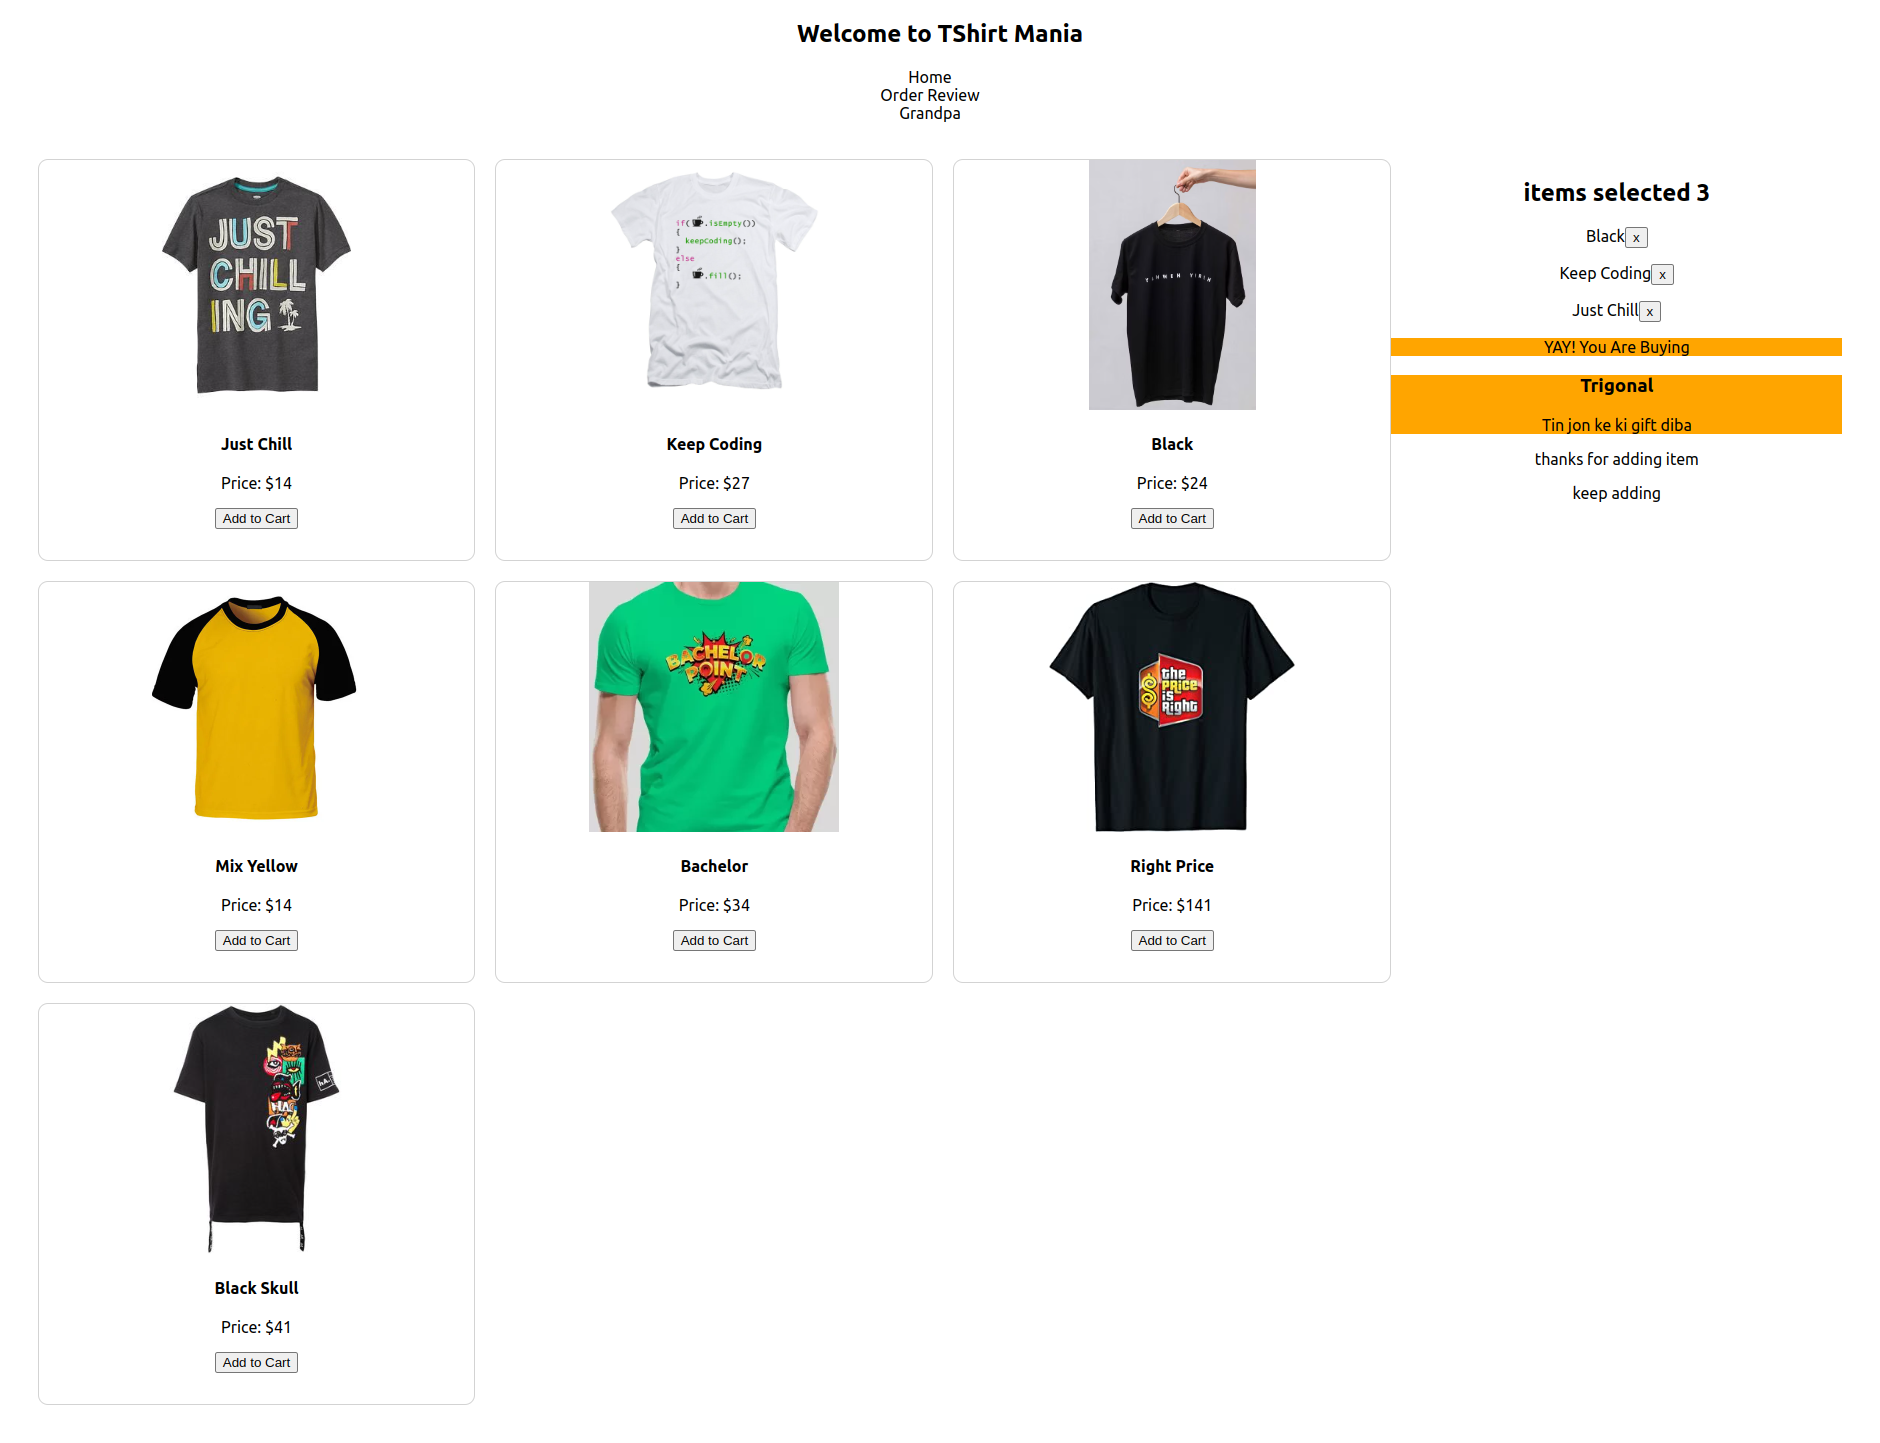 Welcome to TShirt Mania
Home
Order Review
Grandpa
JUST
CHILL
ING
Just Chill
Price: $14
Add to Cart
if( .isEmpty())
{
keepCoding();
}
else
{
.fill();
}
Keep Coding
Price: $27
Add to Cart
Black
Price: $24
Add to Cart
items selected 3
Black x
Keep Coding x
Just Chill x
YAY! You Are Buying
Trigonal
Tin jon ke ki gift diba
thanks for adding item
keep adding
Mix Yellow
Price: $14
Add to Cart
BACHELOR
POINT
Bachelor
Price: $34
Add to Cart
the
PRICE
is
Right
$
Right Price
Price: $141
Add to Cart
Black Skull
Price: $41
Add to Cart